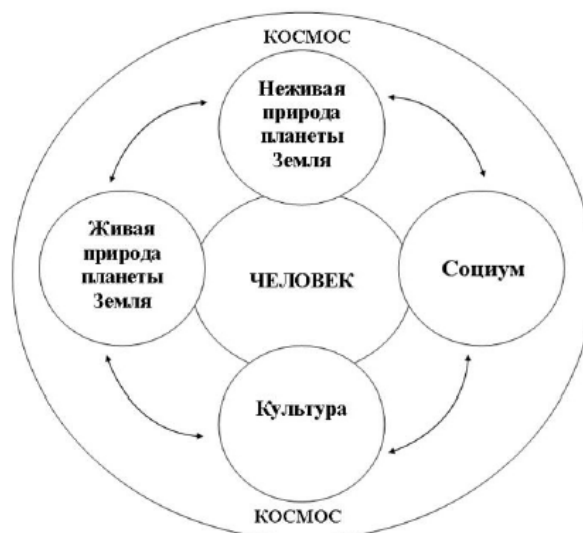 КОСМОС
Неживая
природа
планеты
Земля
Живая
природа
планеты
Земля
ЧЕЛОВЕК
Социум
Культура
КОСМОС